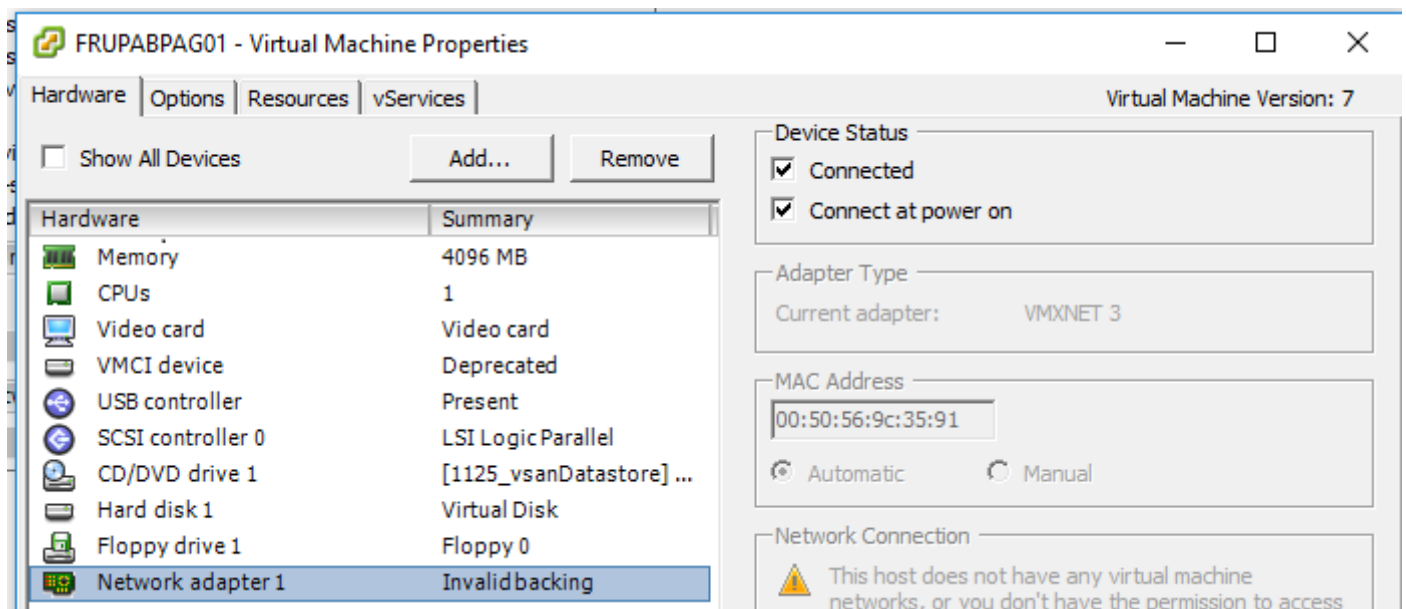 FRUPABPAG01 - Virtual Machine Properties
Hardware Options Resources vServices Virtual Machine Version: 7
Show All Devices Add... Remove
Hardware Summary
Memory 4096 MB
CPUs 1
Video card Video card
VMCI device Deprecated
USB controller Present
SCSI controller 0 LSI Logic Parallel
CD/DVD drive 1 [1125_vsanDatastore] ...
Hard disk 1 Virtual Disk
Floppy drive 1 Floppy 0
Network adapter 1 Invalid backing
Device Status
Connected
Connect at power on
Adapter Type
Current adapter: VMXNET 3
MAC Address
00:50:56:9c:35:91
Automatic Manual
Network Connection
This host does not have any virtual machine
networks, or you don't have the permission to access